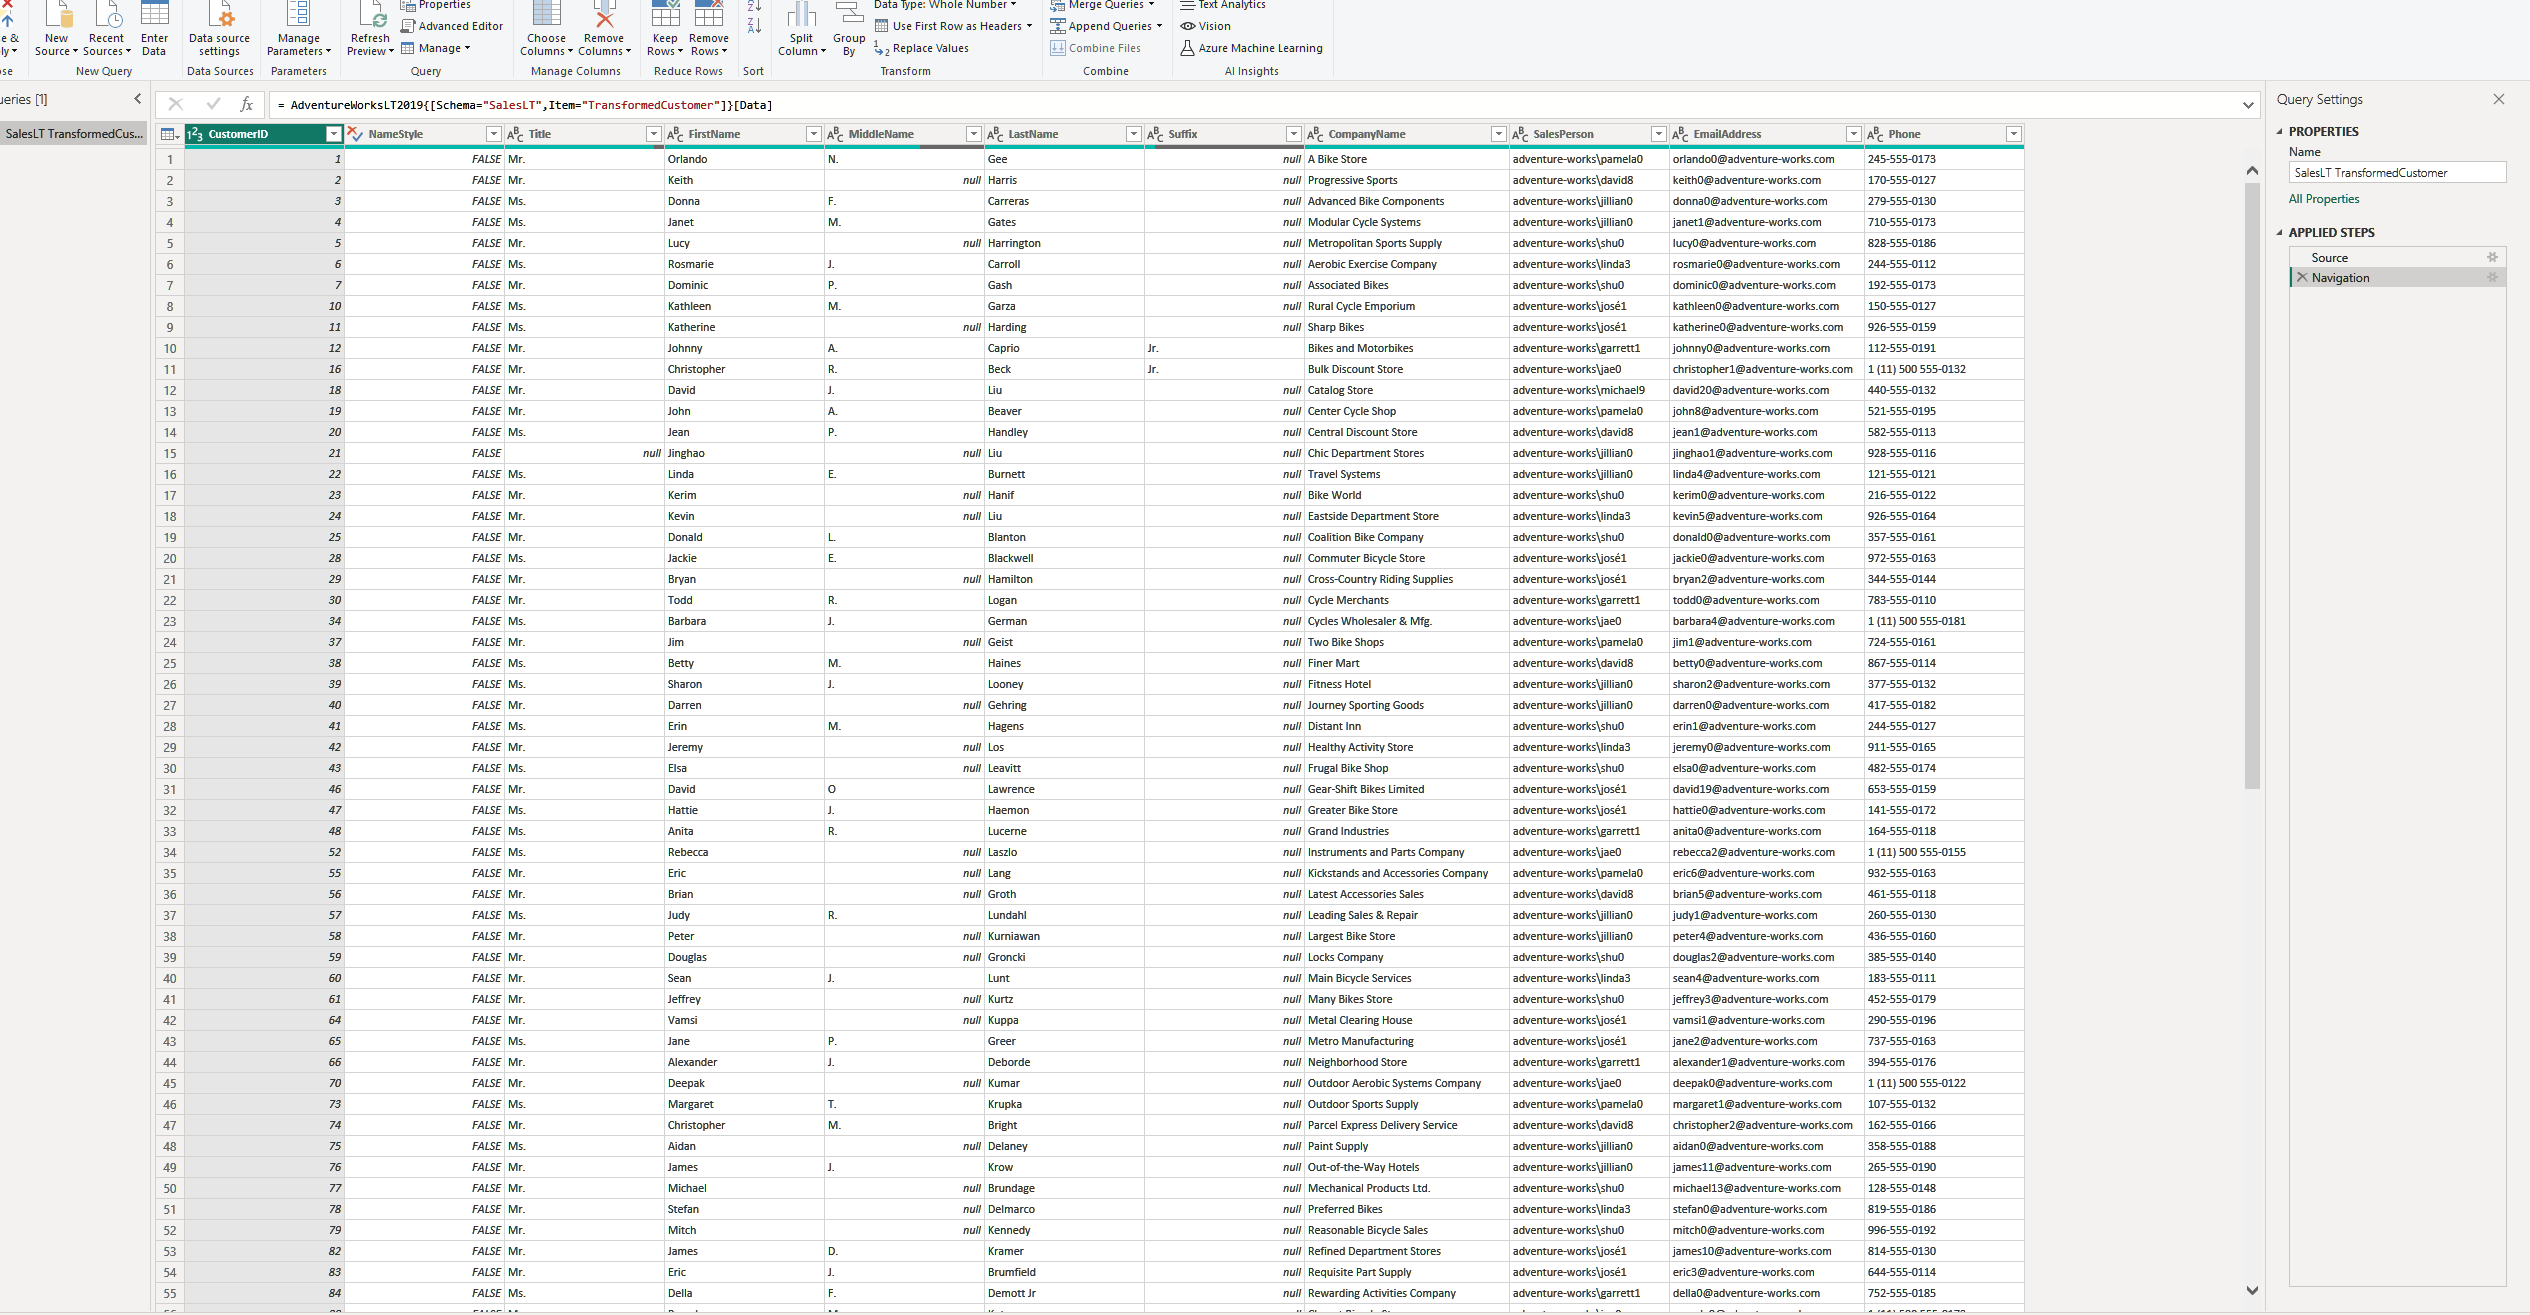 Properties
Data Type: Whole Number
Merge Queries
Text Analytics
Advanced Editor
Use First Row as Headers
Append Queries
Vision
New Source
Recent Sources
Enter Data
Data source settings
Manage Parameters
Refresh Preview
Manage
Choose Columns
Remove Columns
Keep Rows
Remove Rows
Split Column
Group By
Replace Values
Combine Files
Azure Machine Learning
New Query
Data Sources
Parameters
Query
Manage Columns
Reduce Rows
Sort
Transform
Combine
AI Insights
ueries [1]
= AdventureWorksLT2019{[Schema="SalesLT",Item="TransformedCustomer"]}[Data]
SalesLT TransformedCus...
CustomerID NameStyle Title FirstName MiddleName LastName Suffix CompanyName SalesPerson EmailAddress Phone
1 1 FALSE Mr. Orlando N. Gee null A Bike Store adventure-works\pamela0 orlando0@adventure-works.com 245-555-0173
2 2 FALSE Mr. Keith null Harris null Progressive Sports adventure-works\david8 keith0@adventure-works.com 170-555-0127
3 3 FALSE Ms. Donna F. Carreras null Advanced Bike Components adventure-works\jillian0 donna0@adventure-works.com 279-555-0130
4 4 FALSE Ms. Janet M. Gates null Modular Cycle Systems adventure-works\jillian0 janet1@adventure-works.com 710-555-0173
5 5 FALSE Mr. Lucy null Harrington null Metropolitan Sports Supply adventure-works\shu0 lucy0@adventure-works.com 828-555-0186
6 6 FALSE Ms. Rosmarie J. Carroll null Aerobic Exercise Company adventure-works\linda3 rosmarie0@adventure-works.com 244-555-0112
7 7 FALSE Mr. Dominic P. Gash null Associated Bikes adventure-works\shu0 dominic0@adventure-works.com 192-555-0173
8 10 FALSE Ms. Kathleen M. Garza null Rural Cycle Emporium adventure-works\josé1 kathleen0@adventure-works.com 150-555-0127
9 11 FALSE Ms. Katherine null Harding null Sharp Bikes adventure-works\josé1 katherine0@adventure-works.com 926-555-0159
10 12 FALSE Mr. Johnny A. Caprio Jr. Bikes and Motorbikes adventure-works\garrett1 johnny0@adventure-works.com 112-555-0191
11 16 FALSE Mr. Christopher R. Beck Jr. Bulk Discount Store adventure-works\jae0 christopher1@adventure-works.com 1 (11) 500 555-0132
12 18 FALSE Mr. David J. Liu null Catalog Store adventure-works\michael9 david20@adventure-works.com 440-555-0132
13 19 FALSE Mr. John A. Beaver null Center Cycle Shop adventure-works\pamela0 john8@adventure-works.com 521-555-0195
14 20 FALSE Ms. Jean P. Handley null Central Discount Store adventure-works\david8 jean1@adventure-works.com 582-555-0113
15 21 FALSE null Jinghao null Liu null Chic Department Stores adventure-works\jillian0 jinghao1@adventure-works.com 928-555-0116
16 22 FALSE Ms. Linda E. Burnett null Travel Systems adventure-works\jillian0 linda4@adventure-works.com 121-555-0121
17 23 FALSE Mr. Kerim null Hanif null Bike World adventure-works\shu0 kerim0@adventure-works.com 216-555-0122
18 24 FALSE Mr. Kevin null Liu null Eastside Department Store adventure-works\linda3 kevin5@adventure-works.com 926-555-0164
19 25 FALSE Mr. Donald L. Blanton null Coalition Bike Company adventure-works\shu0 donald0@adventure-works.com 357-555-0161
20 28 FALSE Ms. Jackie E. Blackwell null Commuter Bicycle Store adventure-works\josé1 jackie0@adventure-works.com 972-555-0163
21 29 FALSE Mr. Bryan null Hamilton null Cross-Country Riding Supplies adventure-works\josé1 bryan2@adventure-works.com 344-555-0144
22 30 FALSE Mr. Todd R. Logan null Cycle Merchants adventure-works\garrett1 todd0@adventure-works.com 783-555-0110
23 34 FALSE Ms. Barbara J. German null Cycles Wholesaler & Mfg. adventure-works\jae0 barbara4@adventure-works.com 1 (11) 500 555-0181
24 37 FALSE Mr. Jim null Geist null Two Bike Shops adventure-works\pamela0 jim1@adventure-works.com 724-555-0161
25 38 FALSE Ms. Betty M. Haines null Finer Mart adventure-works\david8 betty0@adventure-works.com 867-555-0114
26 39 FALSE Ms. Sharon J. Looney null Fitness Hotel adventure-works\jillian0 sharon2@adventure-works.com 377-555-0132
27 40 FALSE Mr. Darren null Gehring null Journey Sporting Goods adventure-works\jillian0 darren0@adventure-works.com 417-555-0182
28 41 FALSE Ms. Erin M. Hagens null Distant Inn adventure-works\shu0 erin1@adventure-works.com 244-555-0127
29 42 FALSE Mr. Jeremy null Los null Healthy Activity Store adventure-works\linda3 jeremy0@adventure-works.com 911-555-0165
30 43 FALSE Ms. Elsa null Leavitt null Frugal Bike Shop adventure-works\shu0 elsa0@adventure-works.com 482-555-0174
31 46 FALSE Mr. David O Lawrence null Gear-Shift Bikes Limited adventure-works\josé1 david19@adventure-works.com 653-555-0159
32 47 FALSE Ms. Hattie J. Haemon null Greater Bike Store adventure-works\josé1 hattie0@adventure-works.com 141-555-0172
33 48 FALSE Ms. Anita R. Lucerne null Grand Industries adventure-works\garrett1 anita0@adventure-works.com 164-555-0118
34 52 FALSE Ms. Rebecca null Laszlo null Instruments and Parts Company adventure-works\jae0 rebecca2@adventure-works.com 1 (11) 500 555-0155
35 55 FALSE Mr. Eric null Lang null Kickstands and Accessories Company adventure-works\pamela0 eric6@adventure-works.com 932-555-0163
36 56 FALSE Mr. Brian null Groth null Latest Accessories Sales adventure-works\david8 brian5@adventure-works.com 461-555-0118
37 57 FALSE Ms. Judy R. Lundahl null Leading Sales & Repair adventure-works\jillian0 judy1@adventure-works.com 260-555-0130
38 58 FALSE Mr. Peter null Kurniawan null Largest Bike Store adventure-works\jillian0 peter4@adventure-works.com 436-555-0160
39 59 FALSE Mr. Douglas null Groncki null Locks Company adventure-works\shu0 douglas2@adventure-works.com 385-555-0140
40 60 FALSE Mr. Sean J. Lunt null Main Bicycle Services adventure-works\linda3 sean4@adventure-works.com 183-555-0111
41 61 FALSE Mr. Jeffrey null Kurtz null Many Bikes Store adventure-works\shu0 jeffrey3@adventure-works.com 452-555-0179
42 64 FALSE Mr. Vamsi null Kuppa null Metal Clearing House adventure-works\josé1 vamsi1@adventure-works.com 290-555-0196
43 65 FALSE Ms. Jane P. Greer null Metro Manufacturing adventure-works\josé1 jane2@adventure-works.com 737-555-0163
44 66 FALSE Mr. Alexander J. Deborde null Neighborhood Store adventure-works\garrett1 alexander1@adventure-works.com 394-555-0176
45 70 FALSE Mr. Deepak null Kumar null Outdoor Aerobic Systems Company adventure-works\jae0 deepak0@adventure-works.com 1 (11) 500 555-0122
46 73 FALSE Ms. Margaret T. Krupka null Outdoor Sports Supply adventure-works\pamela0 margaret1@adventure-works.com 107-555-0132
47 74 FALSE Mr. Christopher M. Bright null Parcel Express Delivery Service adventure-works\david8 christopher2@adventure-works.com 162-555-0166
48 75 FALSE Ms. Aidan null Delaney null Paint Supply adventure-works\jillian0 aidan0@adventure-works.com 358-555-0188
49 76 FALSE Mr. James J. Krow null Out-of-the-Way Hotels adventure-works\jillian0 james11@adventure-works.com 265-555-0190
50 77 FALSE Mr. Michael null Brundage null Mechanical Products Ltd. adventure-works\shu0 michael13@adventure-works.com 128-555-0148
51 78 FALSE Mr. Stefan null Delmarco null Preferred Bikes adventure-works\linda3 stefan0@adventure-works.com 819-555-0186
52 79 FALSE Mr. Mitch null Kennedy null Reasonable Bicycle Sales adventure-works\shu0 mitch0@adventure-works.com 996-555-0192
53 82 FALSE Mr. James D. Kramer null Refined Department Stores adventure-works\josé1 james10@adventure-works.com 814-555-0130
54 83 FALSE Mr. Eric J. Brumfield null Requisite Part Supply adventure-works\josé1 eric3@adventure-works.com 644-555-0114
55 84 FALSE Ms. Della F. Demott Jr null Rewarding Activities Company adventure-works\garrett1 della0@adventure-works.com 752-555-0185
Query Settings
PROPERTIES
Name
SalesLT TransformedCustomer
All Properties
APPLIED STEPS
Source
Navigation